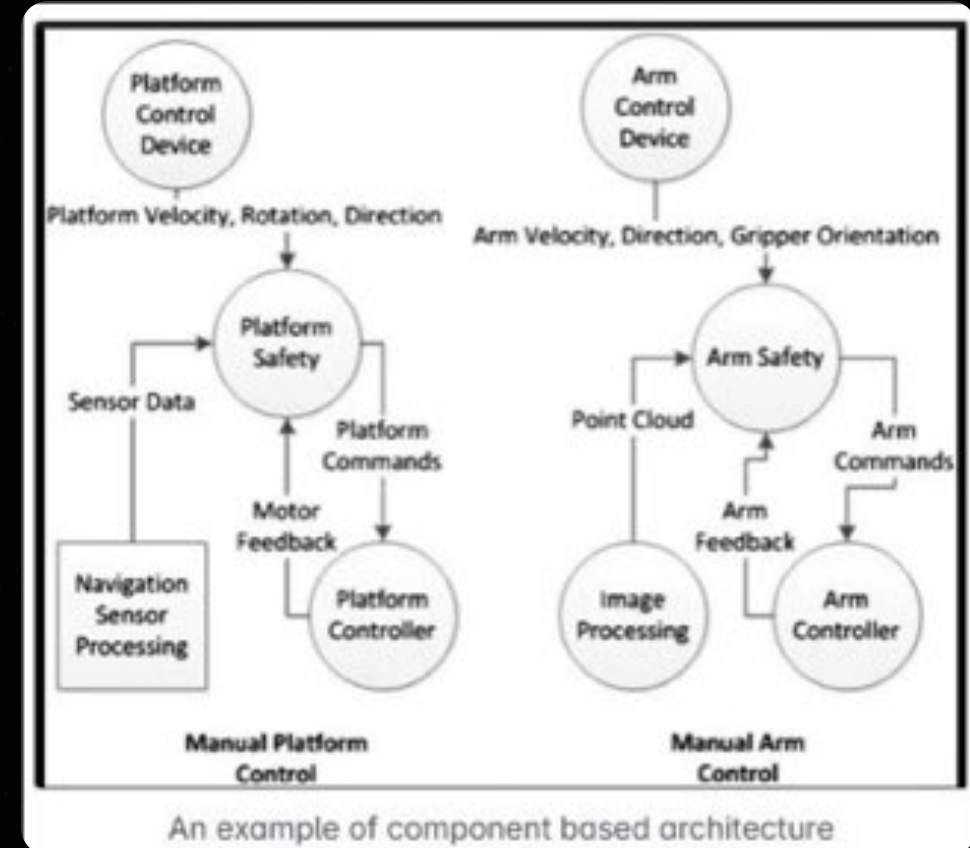 Platform
Control
Device
Platform Velocity, Rotation, Direction
Platform
Safety
Sensor Data
Platform
Commands
Motor
Feedback
Navigation
Sensor
Processing
Platform
Controller
Manual Platform
Control
Arm
Control
Device
Arm Velocity, Direction, Gripper Orientation
Arm Safety
Point Cloud
Arm
Commands
Arm
Feedback
Image
Processing
Arm
Controller
Manual Arm
Control
An example of component based architecture